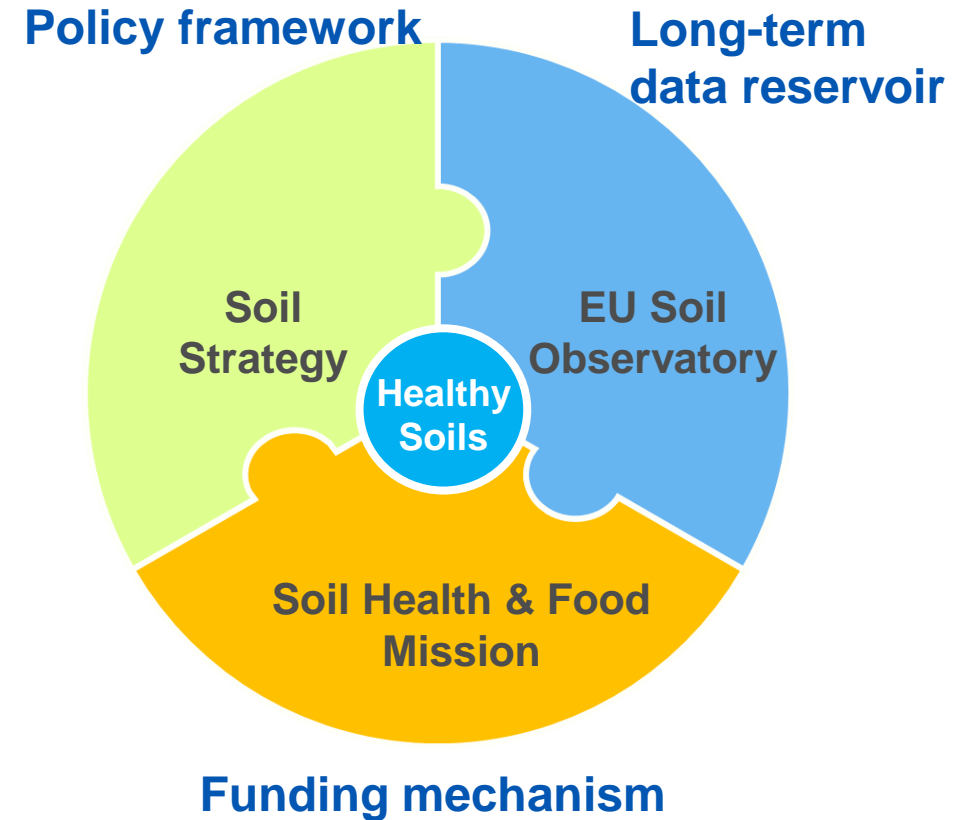 Policy framework
Long-term
data reservoir
Soil
Strategy
EU Soil
Observatory
Healthy
Soils
Soil Health & Food
Mission
Funding mechanism